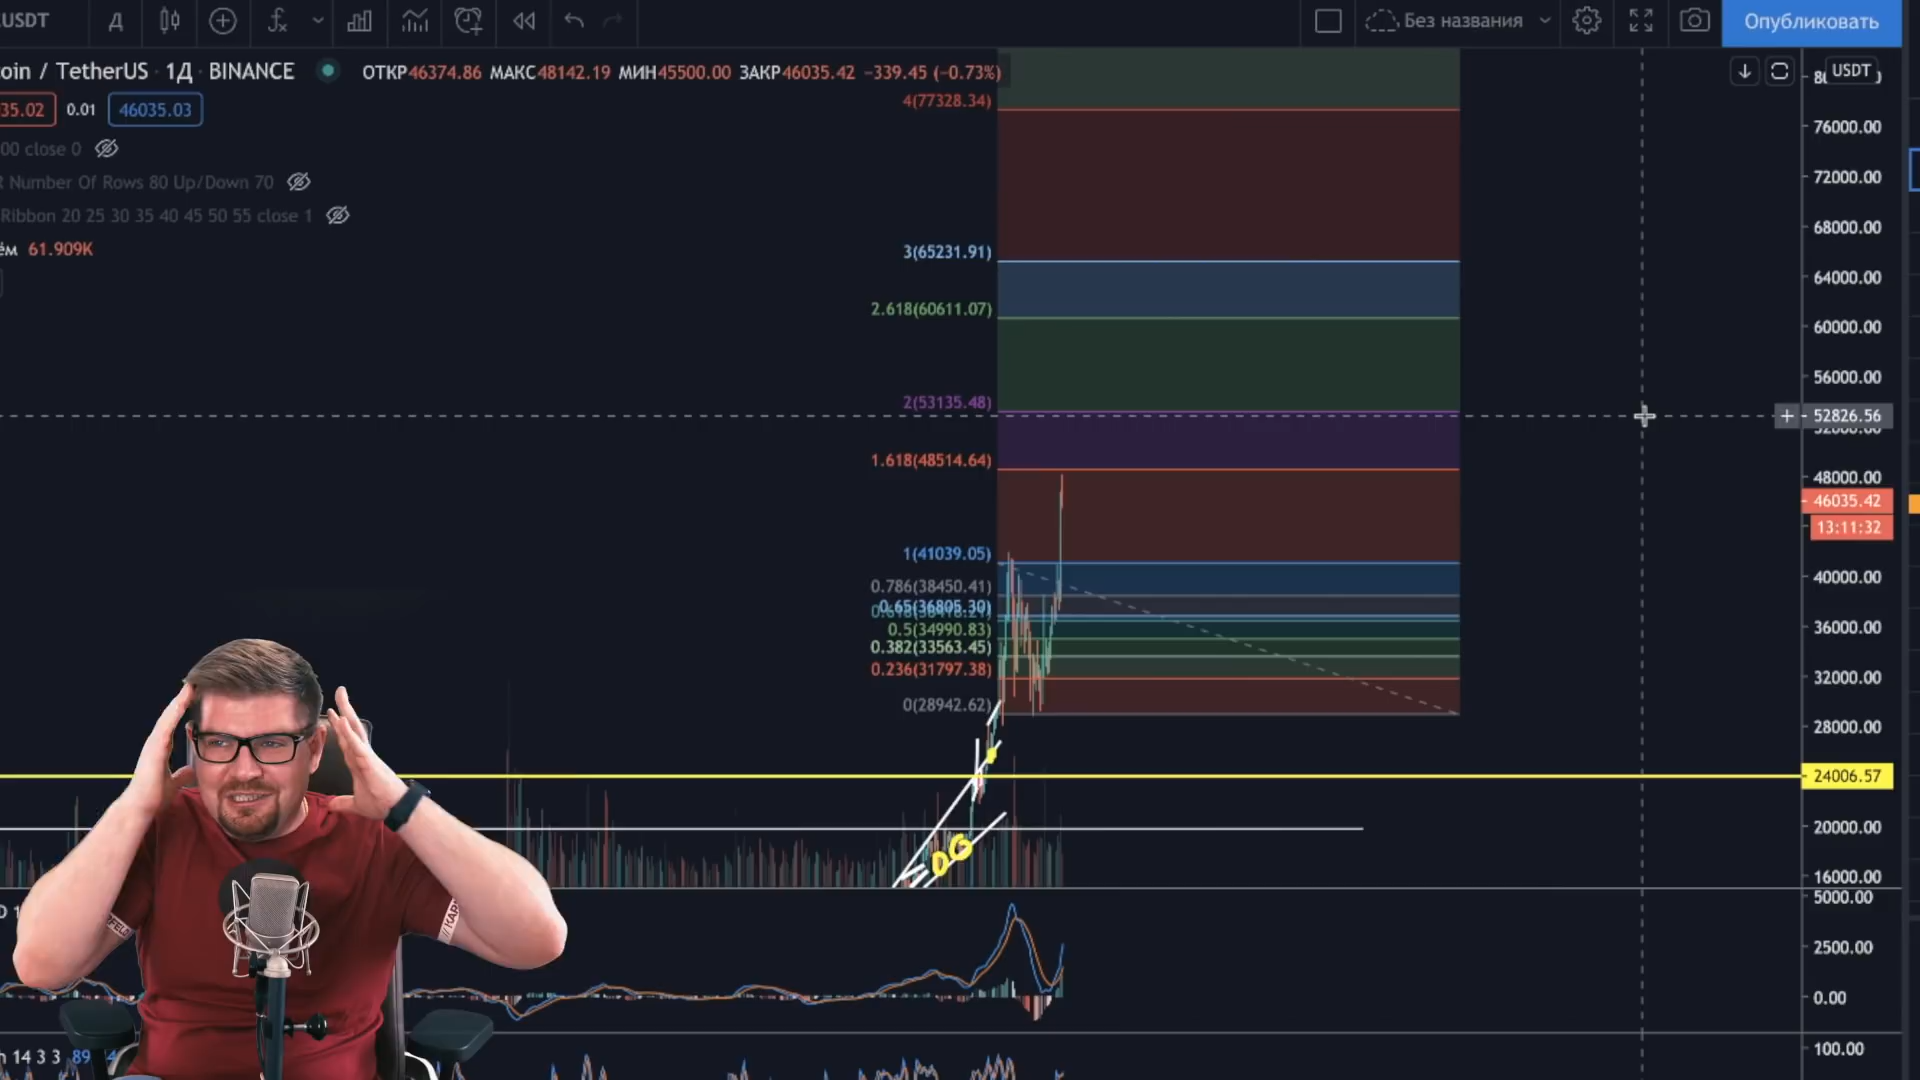 USDT
Д
Без названия
Опубликовать
oin / TetherUS · 1Д · BINANCE
ОТКР46374.86 МАКС48142.19 МИН45500.00 ЗАКР46035.42 −339.45 (−0.73%)
USDT
35.02
0.01
46035.03
00 close 0
Number Of Rows 80 Up/Down 70
Ribbon 20 25 30 35 40 45 50 55 close 1
ём 61.909K
4(77328.34)
3(65231.91)
2.618(60611.07)
2(53135.48)
1.618(48514.64)
1(41039.05)
0.786(38450.41)
0.65(36805.30)
0.5(34990.83)
0.382(33563.45)
0.236(31797.38)
0(28942.62)
76000.00
72000.00
68000.00
64000.00
60000.00
56000.00
52826.56
48000.00
46035.42
13:11:32
40000.00
36000.00
32000.00
28000.00
24006.57
20000.00
16000.00
5000.00
2500.00
0.00
100.00
D 1
h 14 3 3